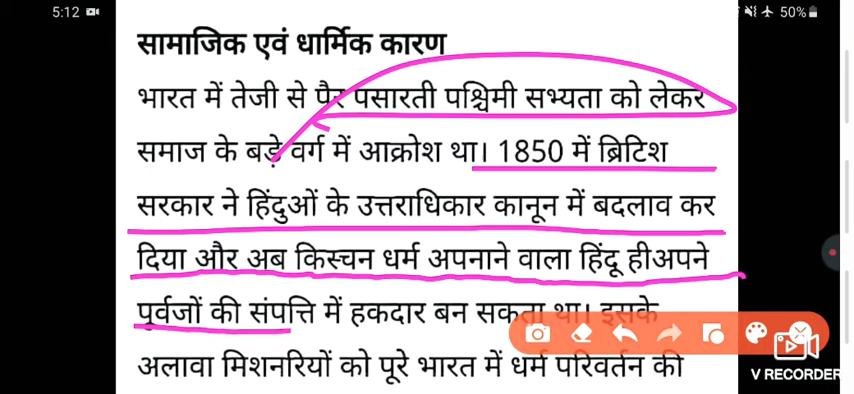 5:12
50%
सामाजिक एवं धार्मिक कारण
भारत में तेजी से पैर पसारती पश्चिमी सभ्यता को लेकर
समाज के बड़े वर्ग में आक्रोश था। 1850 में ब्रिटिश
सरकार ने हिंदुओं के उत्तराधिकार कानून में बदलाव कर
दिया और अब किस्चन धर्म अपनाने वाला हिंदू हीअपने
पूर्वजों की संपत्ति में हकदार बन सकता था। इसके
अलावा मिशनरियों को पूरे भारत में धर्म परिवर्तन की
V RECORDER